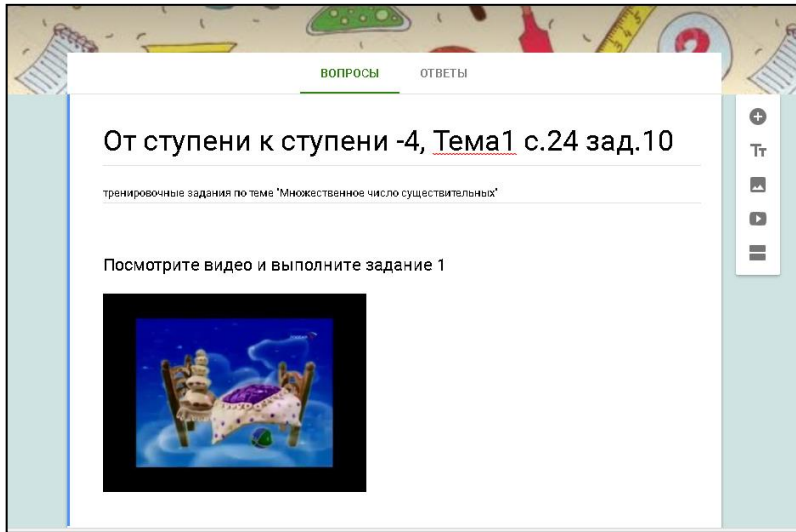 ВОПРОСЫ ОТВЕТЫ
От ступени к ступени -4, Тема1 с.24 зад.10
тренировочные задания по теме "Множественное число существительных"
Посмотрите видео и выполните задание 1